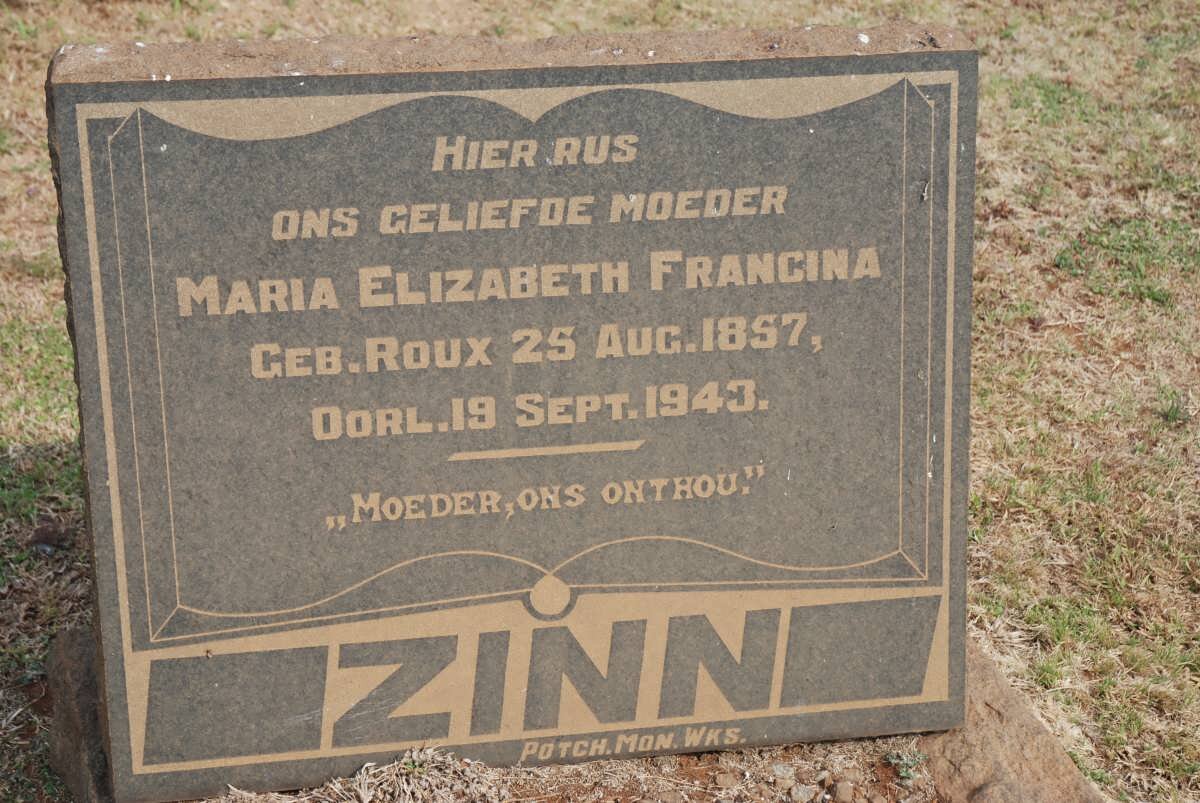 HIER RUS
ONS GELIEFDE MOEDER
MARIA ELIZABETH FRANCINA
GEB. ROUX 25 AUG. 1857,
OORL. 19 SEPT. 1943.
„MOEDER, ONS ONTHOU."
ZINN
POTCH. MON. WKS.